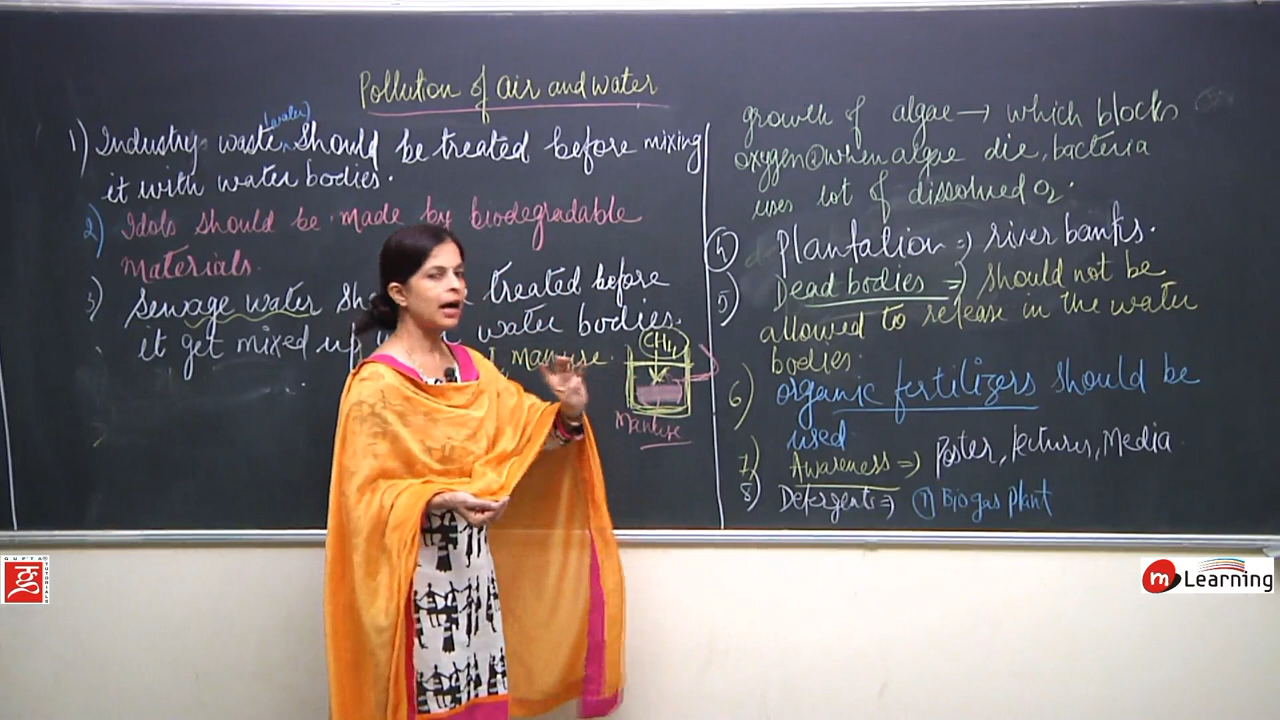 Pollution of air and water
(water)
1) Industry waste should be treated before mixing
it with water bodies.
2) Idols should be made by biodegradable
materials.
3) Sewage water sh treated before
it get mixed up water bodies.
manure.
CH4
Manure
growth of algae → which blocks
oxygen ② when algae die, bacteria
uses lot of dissolved O2.
4) Plantation ⇒ river banks.
5) Dead bodies ⇒ should not be
allowed to release in the water
bodies.
6) organic fertilizers should be
used
7) Awareness ⇒ Poster, lectures, Media
8) Detergents ⇒ ① Biogas plant
GUPTA
TUTORIALS
m Learning